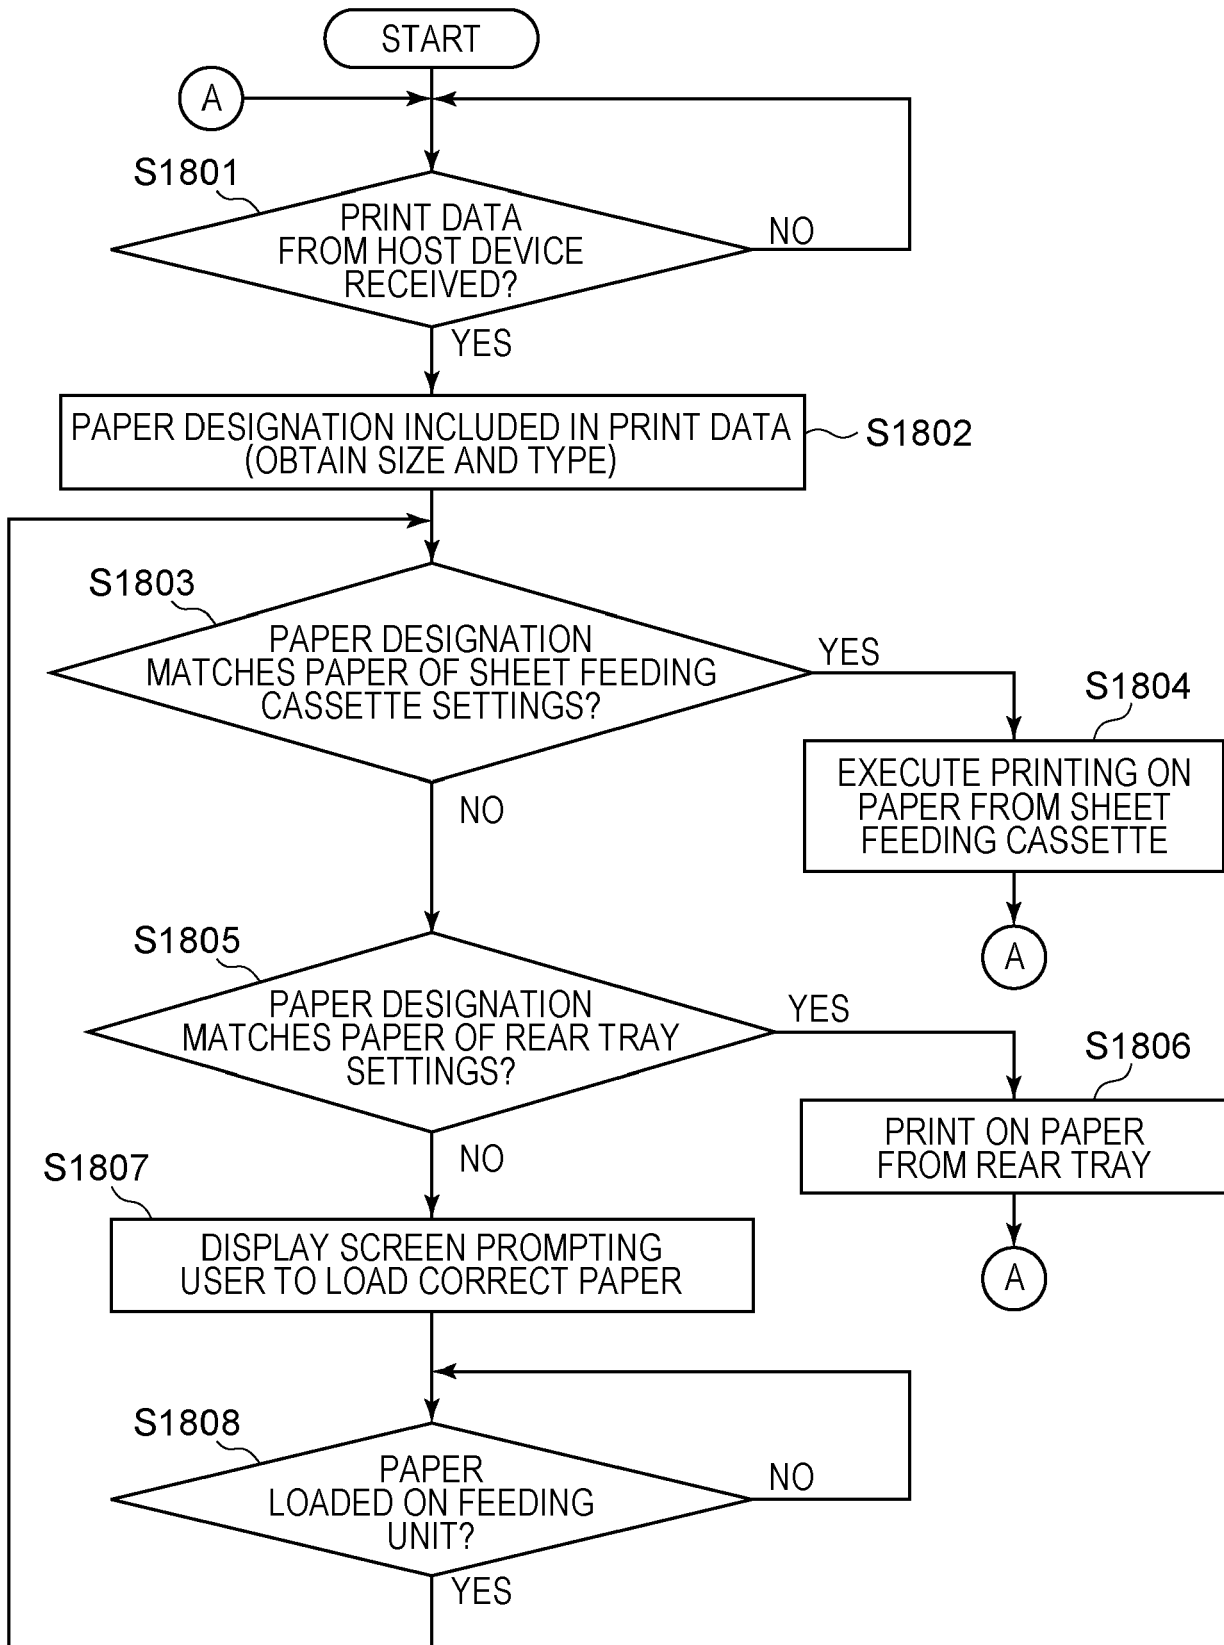 START
A
S1801
PRINT DATA
FROM HOST DEVICE
RECEIVED?
NO
YES
PAPER DESIGNATION INCLUDED IN PRINT DATA
(OBTAIN SIZE AND TYPE)
S1802
S1803
PAPER DESIGNATION
MATCHES PAPER OF SHEET FEEDING
CASSETTE SETTINGS?
YES
NO
S1804
EXECUTE PRINTING ON
PAPER FROM SHEET
FEEDING CASSETTE
A
S1805
PAPER DESIGNATION
MATCHES PAPER OF REAR TRAY
SETTINGS?
YES
NO
S1806
PRINT ON PAPER
FROM REAR TRAY
A
S1807
DISPLAY SCREEN PROMPTING
USER TO LOAD CORRECT PAPER
S1808
PAPER
LOADED ON FEEDING
UNIT?
NO
YES